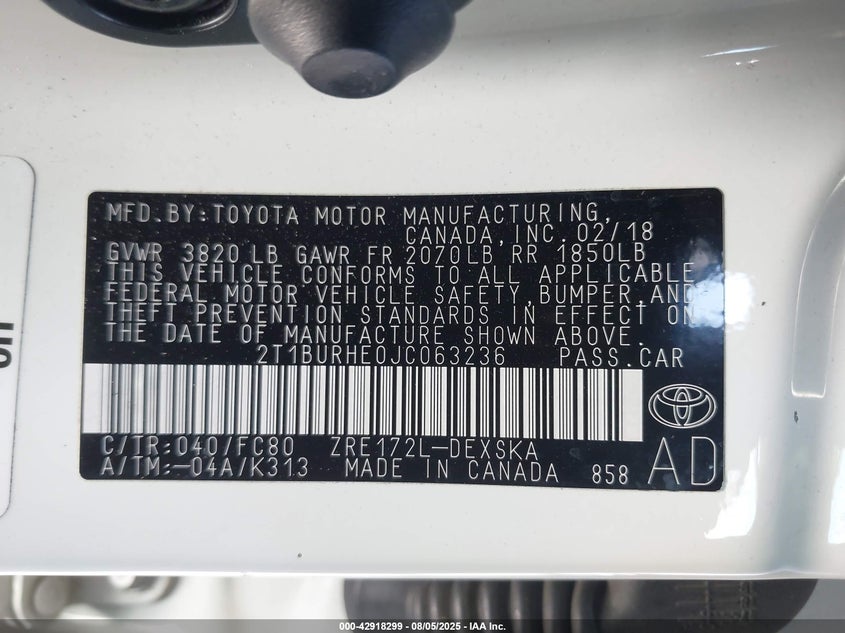 MFD.BY:TOYOTA MOTOR MANUFACTURING,
CANADA,INC. 02/18
GVWR 3820 LB GAWR FR 2070LB RR 1850LB
THIS VEHICLE CONFORMS TO ALL APPLICABLE
FEDERAL MOTOR VEHICLE SAFETY,BUMPER,AND
THEFT PREVENTION STANDARDS IN EFFECT ON
THE DATE OF MANUFACTURE SHOWN ABOVE.
2T1BURHE0JC063236 PASS.CAR
C/TR:040/FC80 ZRE172L-DEXSKA
A/TM:-04A/K313 MADE IN CANADA 858 AD
000-42918299 - 08/05/2025 - IAA Inc.